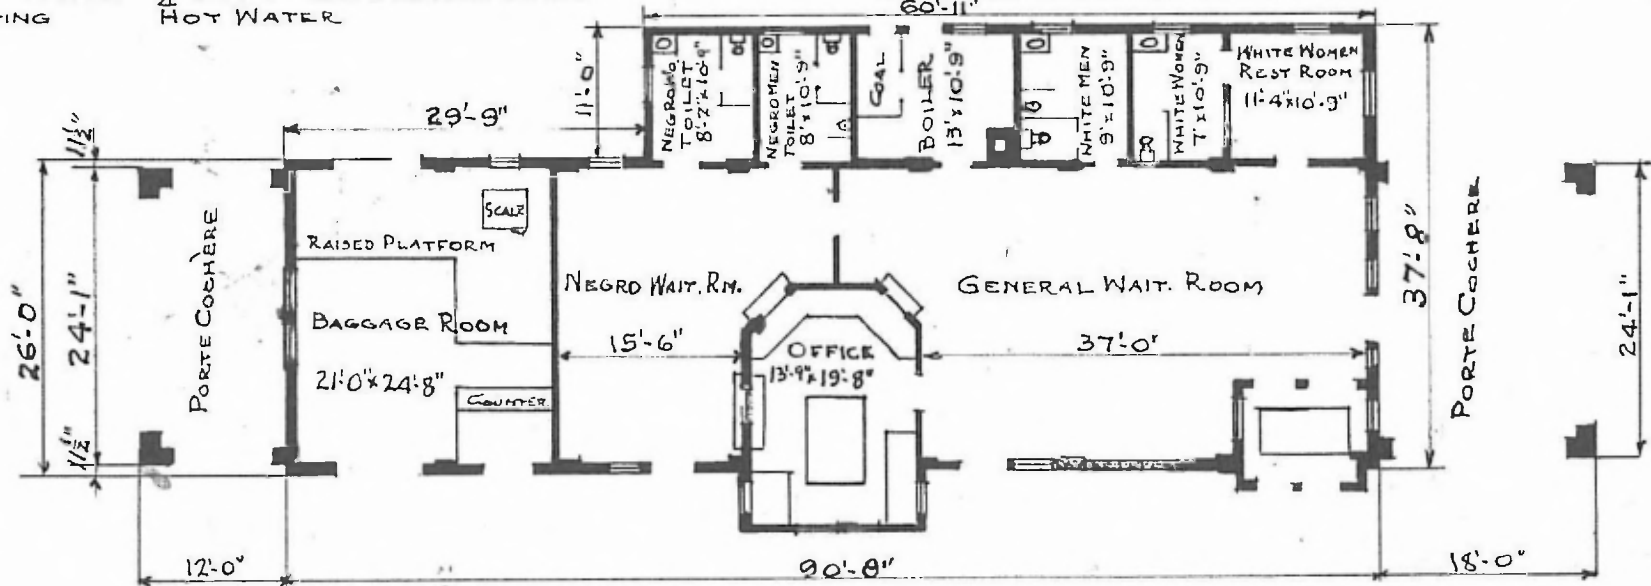 TING
HOT WATER
60'-11"
11'-0"
29'-9"
NEGRO WO.
TOILET
8'-2"x10'-9"
NEGRO MEN
TOILET
8'x10'-9"
COAL
BOILER
13'x10'-9"
WHITE MEN
9'x10'-9"
WHITE WOMEN
7'x10'-9"
WHITE WOMEN
REST ROOM
11'-4"x10'-9"
1½"
SCALE
RAISED PLATFORM
PORTE COCHERE
26'-0"
24'-1"
NEGRO WAIT. RM.
GENERAL WAIT. ROOM
37'-8"
PORTE COCHERE
24'-1"
BAGGAGE ROOM
21'-0"x24'-8"
COUNTER
15'-6"
OFFICE
13'-9"x19'-8"
37'-0"
12'-0"
90'-8"
18'-0"